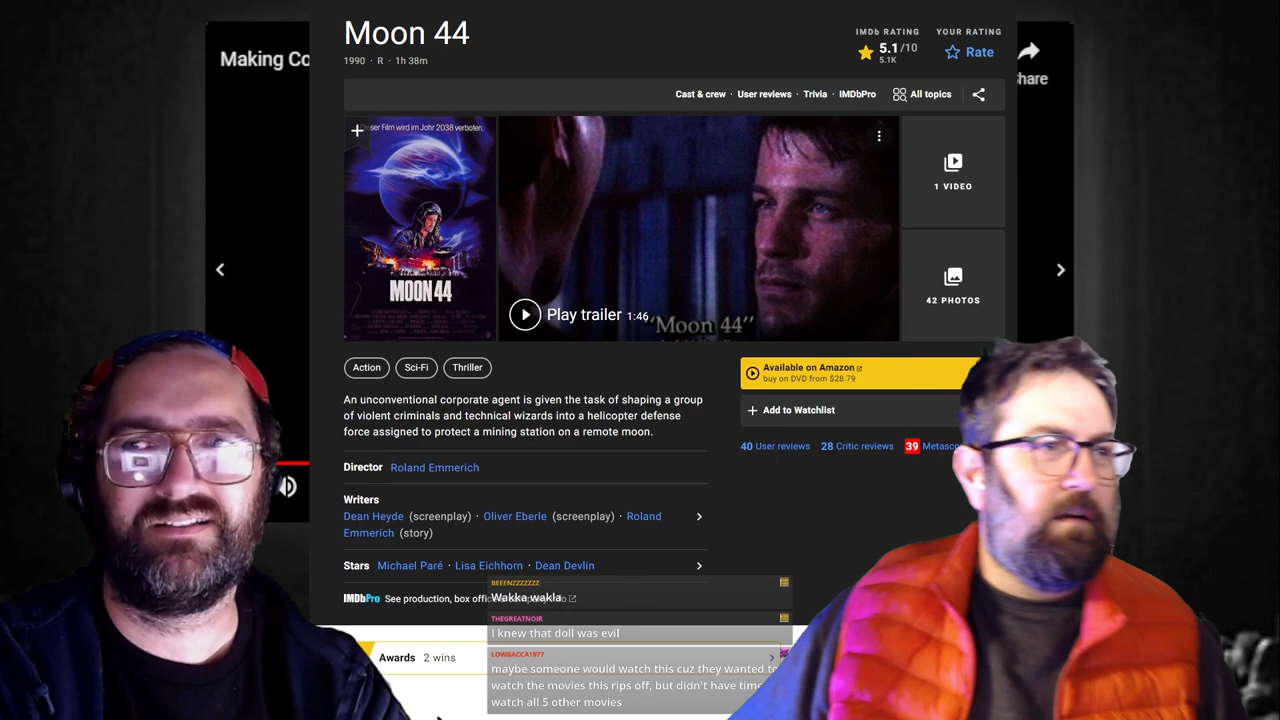 Making Co
Moon 44
1990 · R · 1h 38m
IMDb RATING
5.1/10
5.1K
YOUR RATING
Rate
hare
Cast & crew · User reviews · Trivia · IMDbPro
All topics
ser Film wird im Jahr 2038 verboten.
MOON 44
Play trailer 1:46
"Moon 44"
1 VIDEO
42 PHOTOS
Action
Sci-Fi
Thriller
An unconventional corporate agent is given the task of shaping a group
of violent criminals and technical wizards into a helicopter defense
force assigned to protect a mining station on a remote moon.
Director Roland Emmerich
Writers
Dean Heyde (screenplay) · Oliver Eberle (screenplay) · Roland
Emmerich (story)
Stars Michael Paré · Lisa Eichhorn · Dean Devlin
IMDbPro See production, box offic
Available on Amazon
buy on DVD from $28.79
Add to Watchlist
40 User reviews 28 Critic reviews 39 Metasco
Awards 2 wins
BEEENZZZZZZZ
Wakka wakla
THEGREATNOIR
I knew that doll was evil
LOWBACCA1977
maybe someone would watch this cuz they wanted to
watch the movies this rips off, but didn't have time
watch all 5 other movies